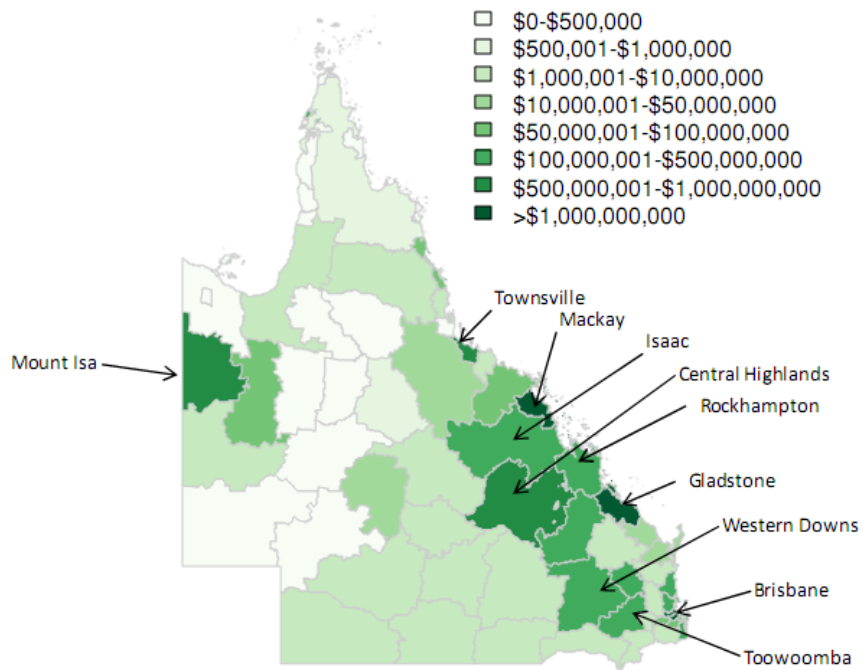 $0-$500,000
$500,001-$1,000,000
$1,000,001-$10,000,000
$10,000,001-$50,000,000
$50,000,001-$100,000,000
$100,000,001-$500,000,000
$500,000,001-$1,000,000,000
>$1,000,000,000
Townsville
Mackay
Isaac
Mount Isa
Central Highlands
Rockhampton
Gladstone
Western Downs
Brisbane
Toowoomba